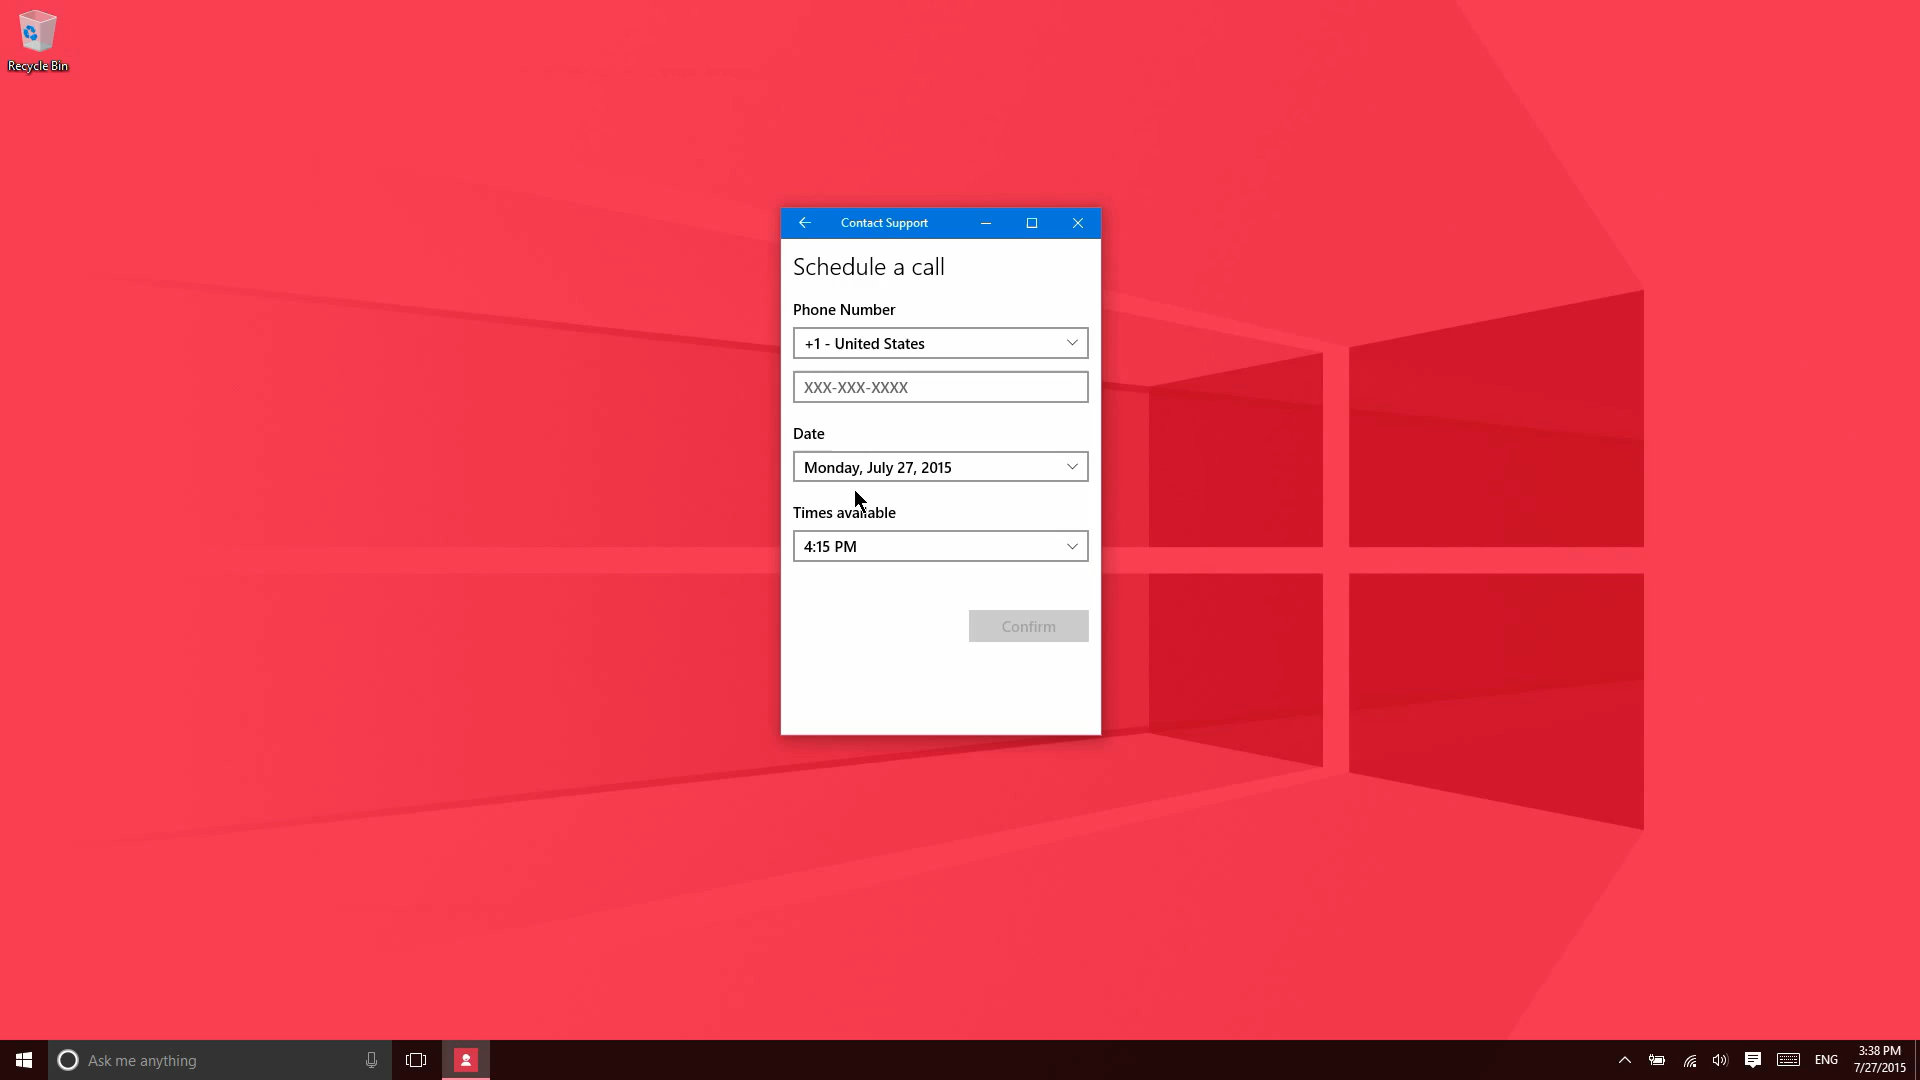 Recycle Bin
Contact Support
Schedule a call
Phone Number
+1 - United States
XXX-XXX-XXXX
Date
Monday, July 27, 2015
Times available
4:15 PM
Confirm
Ask me anything
ENG
3:38 PM
7/27/2015